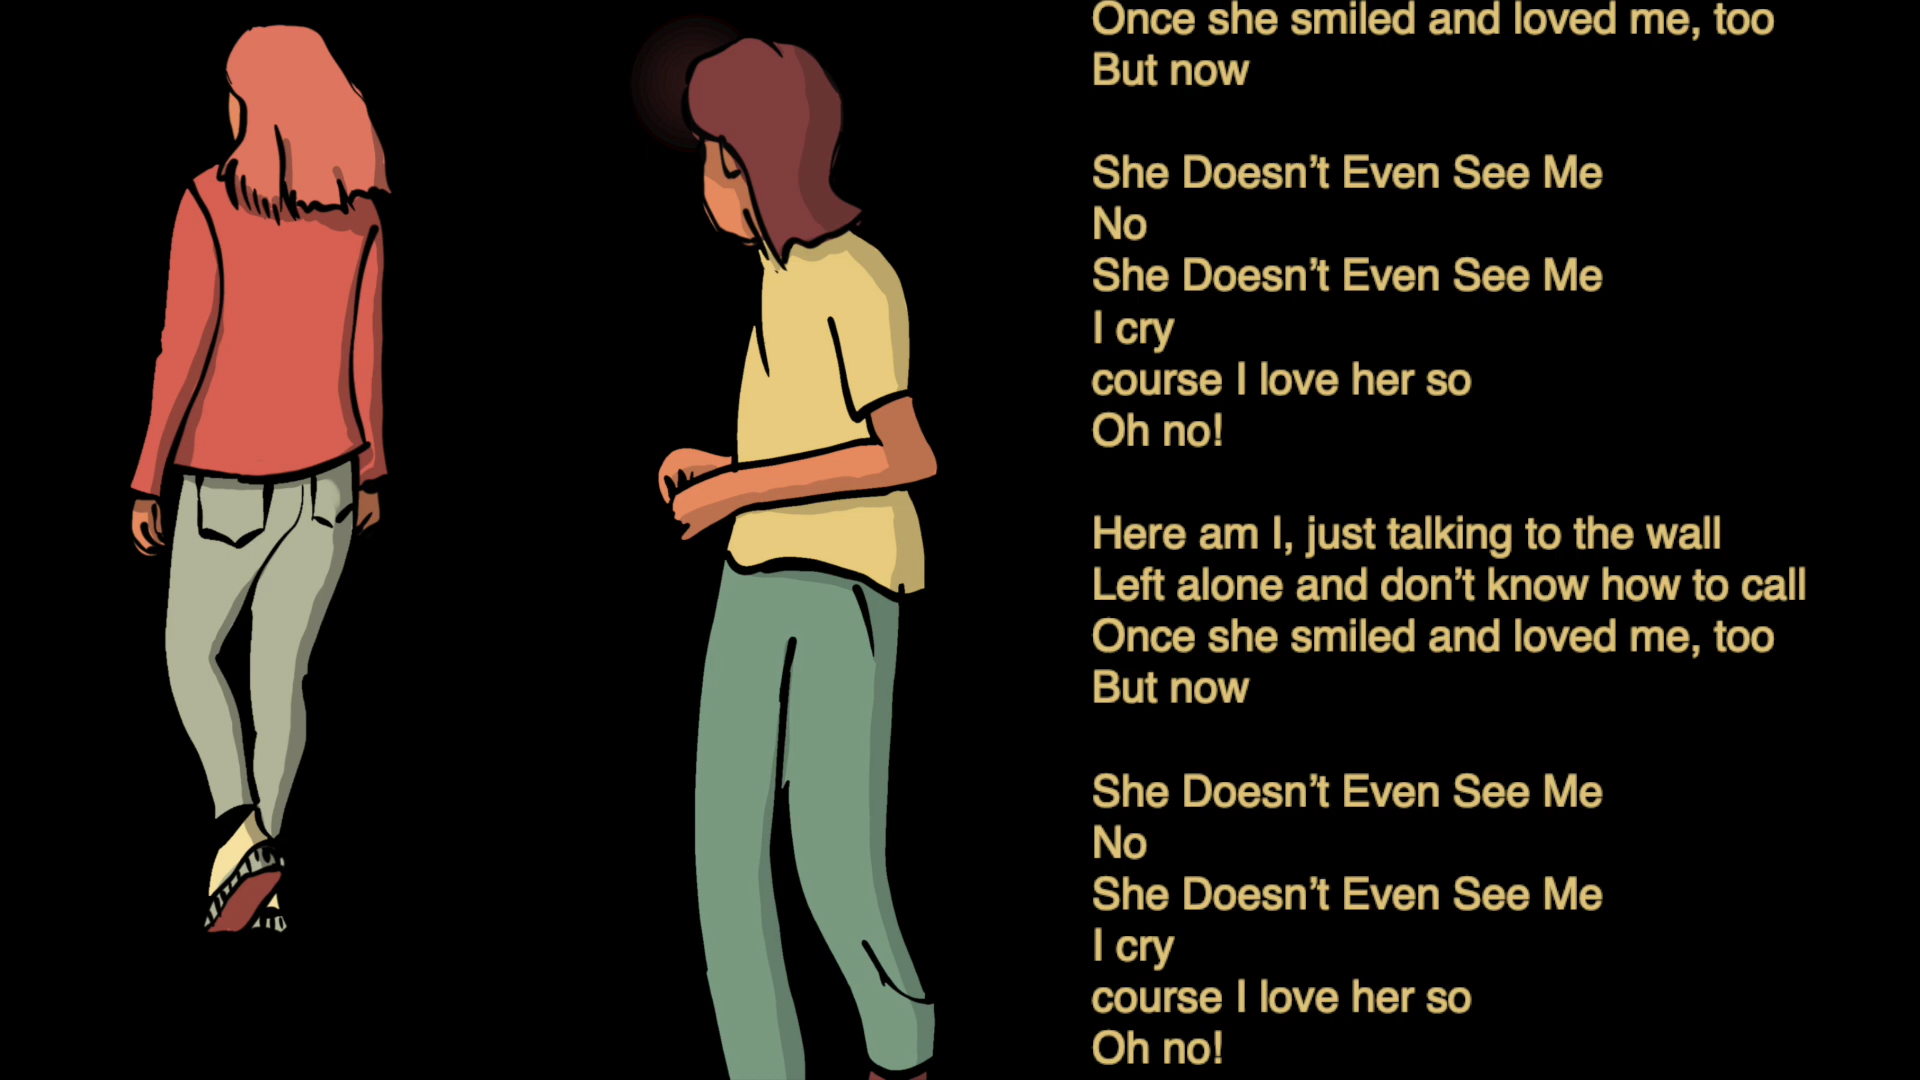 Once she smiled and loved me, too
But now
She Doesn’t Even See Me
No
She Doesn’t Even See Me
I cry
course I love her so
Oh no!
Here am I, just talking to the wall
Left alone and don’t know how to call
Once she smiled and loved me, too
But now
She Doesn’t Even See Me
No
She Doesn’t Even See Me
I cry
course I love her so
Oh no!